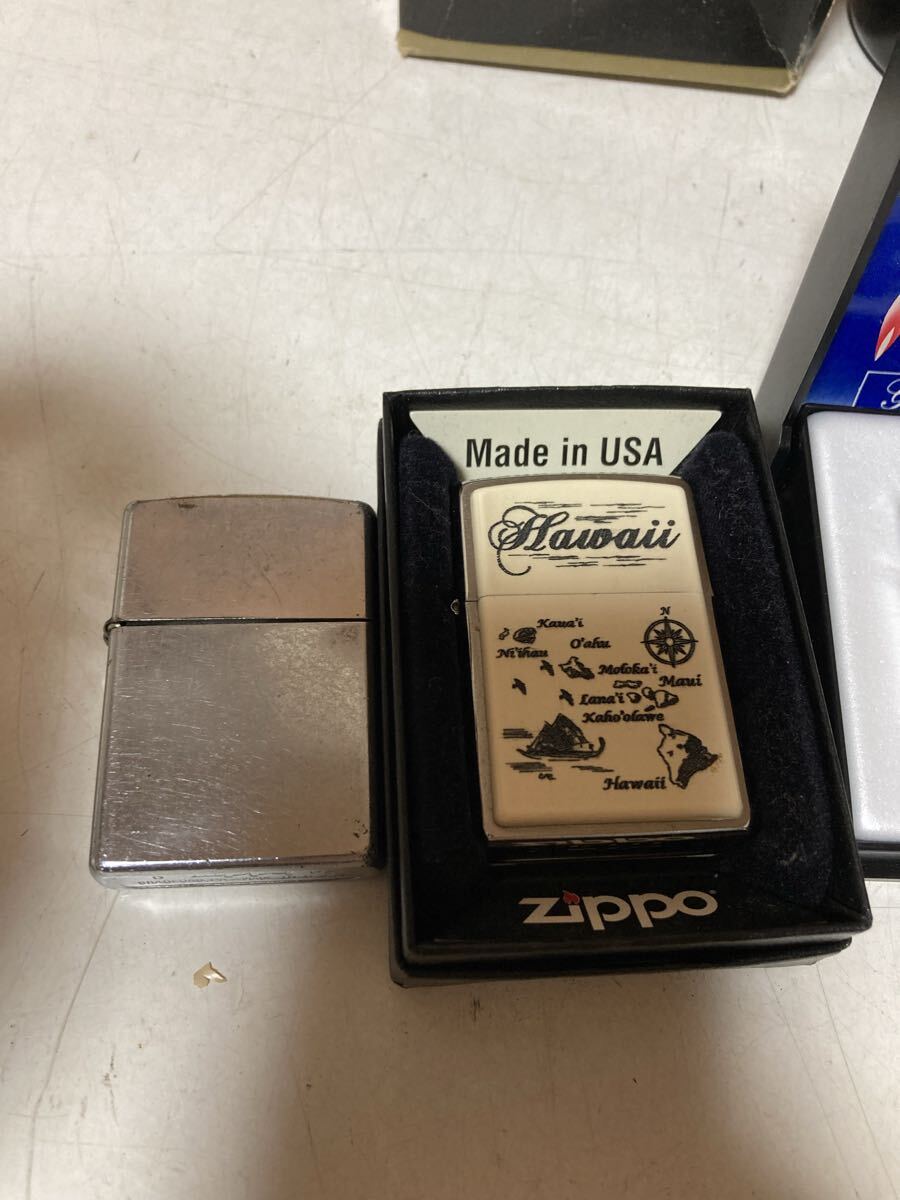 Made in USA
Hawaii
N
Kaua'i
O'ahu
Ni'ihau
Moloka'i
Maui
Lana'i
Kaho'olawe
Hawaii
zippo